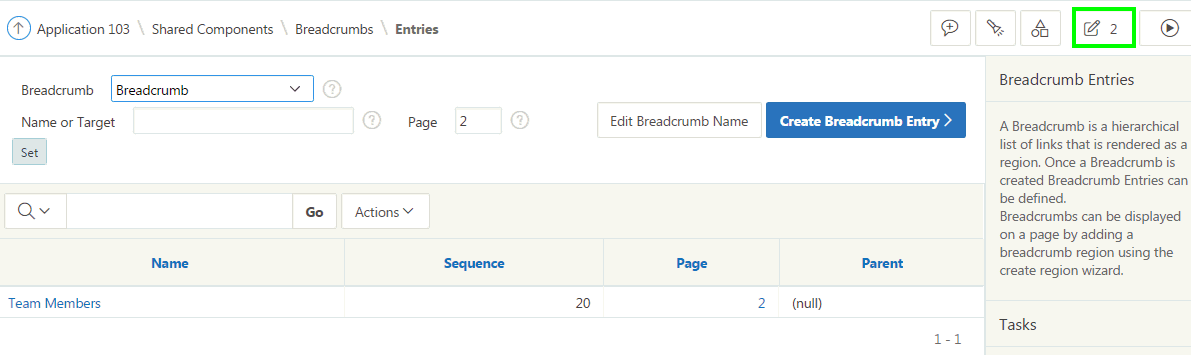 Application 103 \ Shared Components \ Breadcrumbs \ Entries
2
Breadcrumb Breadcrumb ?
Name or Target ? Page 2 ? Edit Breadcrumb Name Create Breadcrumb Entry
Set
Go Actions
Name Sequence Page Parent
Team Members 20 2 (null)
1 - 1
Breadcrumb Entries
A Breadcrumb is a hierarchical
list of links that is rendered as a
region. Once a Breadcrumb is
created Breadcrumb Entries can
be defined.
Breadcrumbs can be displayed
on a page by adding a
breadcrumb region using the
create region wizard.
Tasks